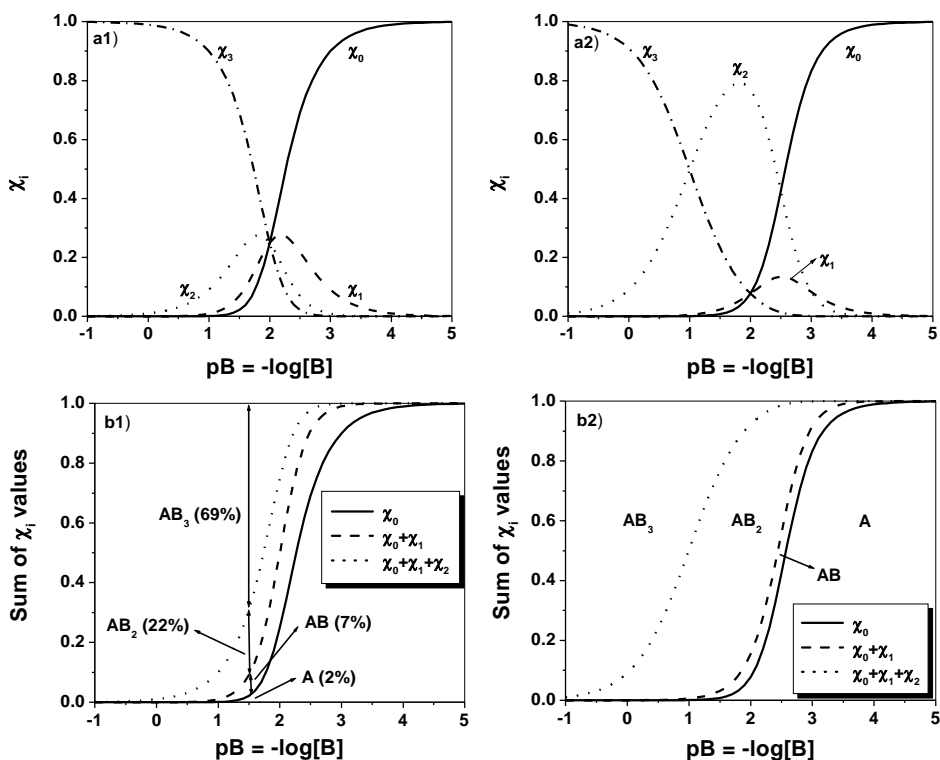 a1)
χ3
χ0
χ2
χ1
1.0
0.8
0.6
0.4
0.2
0.0
χi
-1 0 1 2 3 4 5
pB = -log[B]
a2)
χ3
χ2
χ0
χ1
1.0
0.8
0.6
0.4
0.2
0.0
χi
-1 0 1 2 3 4 5
pB = -log[B]
b1)
AB3 (69%)
AB2 (22%)
AB (7%)
A (2%)
χ0
χ0+χ1
χ0+χ1+χ2
1.0
0.8
0.6
0.4
0.2
0.0
Sum of χi values
-1 0 1 2 3 4 5
pB = -log[B]
b2)
AB3
AB2
A
AB
χ0
χ0+χ1
χ0+χ1+χ2
1.0
0.8
0.6
0.4
0.2
0.0
Sum of χi values
-1 0 1 2 3 4 5
pB = -log[B]